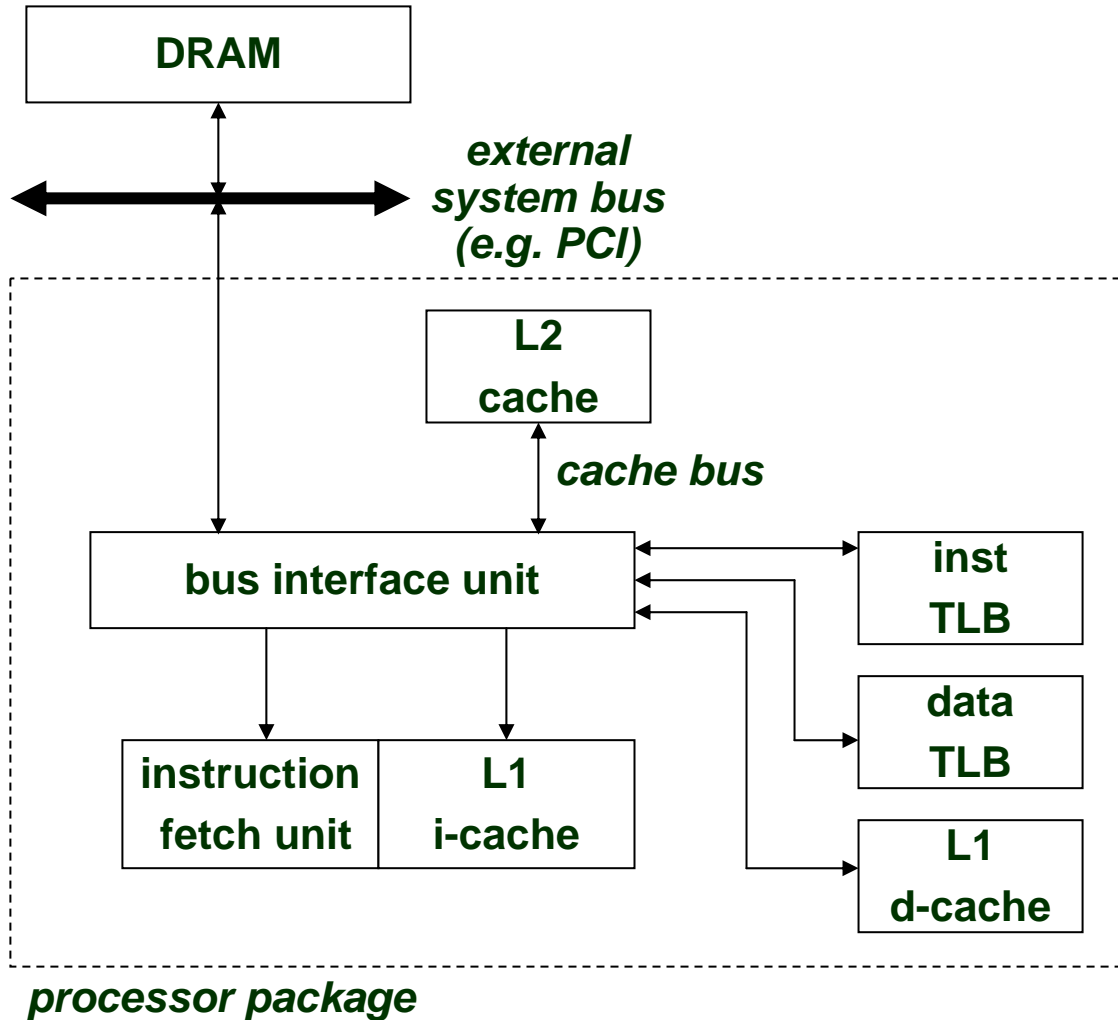 DRAM
external
system bus
(e.g. PCI)
L2
cache
cache bus
bus interface unit
inst
TLB
data
TLB
instruction
fetch unit
L1
i-cache
L1
d-cache
processor package